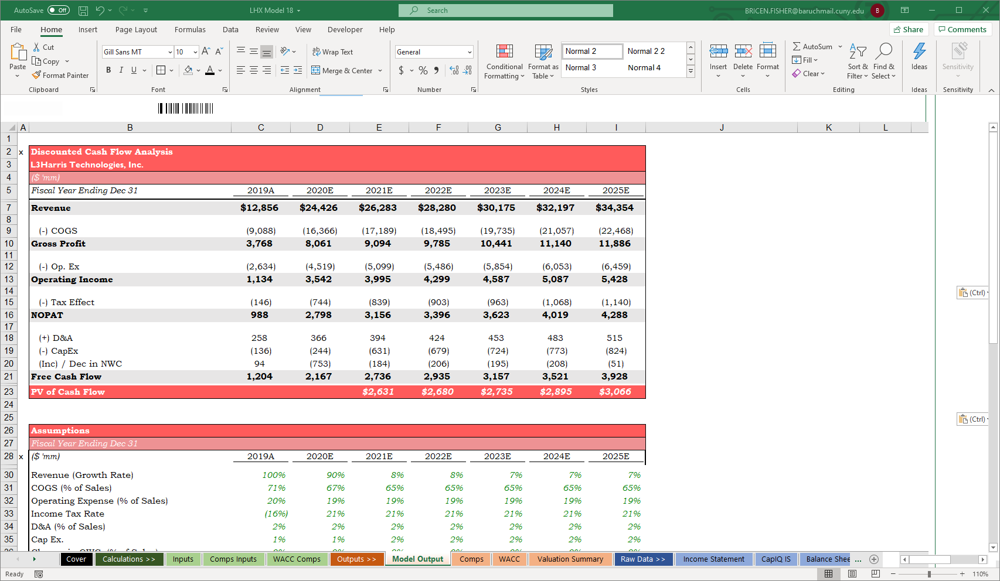 AutoSave Off LHX Model 18 Search BRICEN.FISHER@baruchmail.cuny.edu B
File Home Insert Page Layout Formulas Data Review View Developer Help Share Comments
Paste Cut Copy Format Painter Clipboard
Gill Sans MT 10 A A B I U A Font
ab Wrap Text Merge & Center Alignment
General $ % Number
Conditional Formatting Format as Table Normal 2 Normal 2 2 Normal 3 Normal 4 Styles
Insert Delete Format Cells
AutoSum Fill Clear Sort & Filter Find & Select Editing
Ideas Ideas
Sensitivity Sensitivity
A B C D E F G H I J K L
1
2 x Discounted Cash Flow Analysis
3 L3Harris Technologies, Inc.
4 ($ 'mm)
5 Fiscal Year Ending Dec 31 2019A 2020E 2021E 2022E 2023E 2024E 2025E
7 Revenue $12,856 $24,426 $26,283 $28,280 $30,175 $32,197 $34,354
8
9 (-) COGS (9,088) (16,366) (17,189) (18,495) (19,735) (21,057) (22,468)
10 Gross Profit 3,768 8,061 9,094 9,785 10,441 11,140 11,886
11
12 (-) Op. Ex (2,634) (4,519) (5,099) (5,486) (5,854) (6,053) (6,459)
13 Operating Income 1,134 3,542 3,995 4,299 4,587 5,087 5,428
14
15 (-) Tax Effect (146) (744) (839) (903) (963) (1,068) (1,140)
16 NOPAT 988 2,798 3,156 3,396 3,623 4,019 4,288
17
18 (+) D&A 258 366 394 424 453 483 515
19 (-) CapEx (136) (244) (631) (679) (724) (773) (824)
20 (Inc) / Dec in NWC 94 (753) (184) (206) (195) (208) (51)
21 Free Cash Flow 1,204 2,167 2,736 2,935 3,157 3,521 3,928
23 PV of Cash Flow $2,631 $2,680 $2,735 $2,895 $3,066
24
25
26 Assumptions
27 Fiscal Year Ending Dec 31
28 x ($ 'mm) 2019A 2020E 2021E 2022E 2023E 2024E 2025E
30 Revenue (Growth Rate) 100% 90% 8% 8% 7% 7% 7%
31 COGS (% of Sales) 71% 67% 65% 65% 65% 65% 65%
32 Operating Expense (% of Sales) 20% 19% 19% 19% 19% 19% 19%
33 Income Tax Rate (16%) 21% 21% 21% 21% 21% 21%
34 D&A (% of Sales) 2% 2% 2% 2% 2% 2% 2%
35 Cap Ex. 1% 1% 2% 2% 2% 2% 2%
(Ctrl)
(Ctrl)
Cover Calculations >> Inputs Comps Inputs WACC Comps Outputs >> Model Output Comps WACC Valuation Summary Raw Data >> Income Statement CapIQ IS Balance Shee ...
Ready 110%